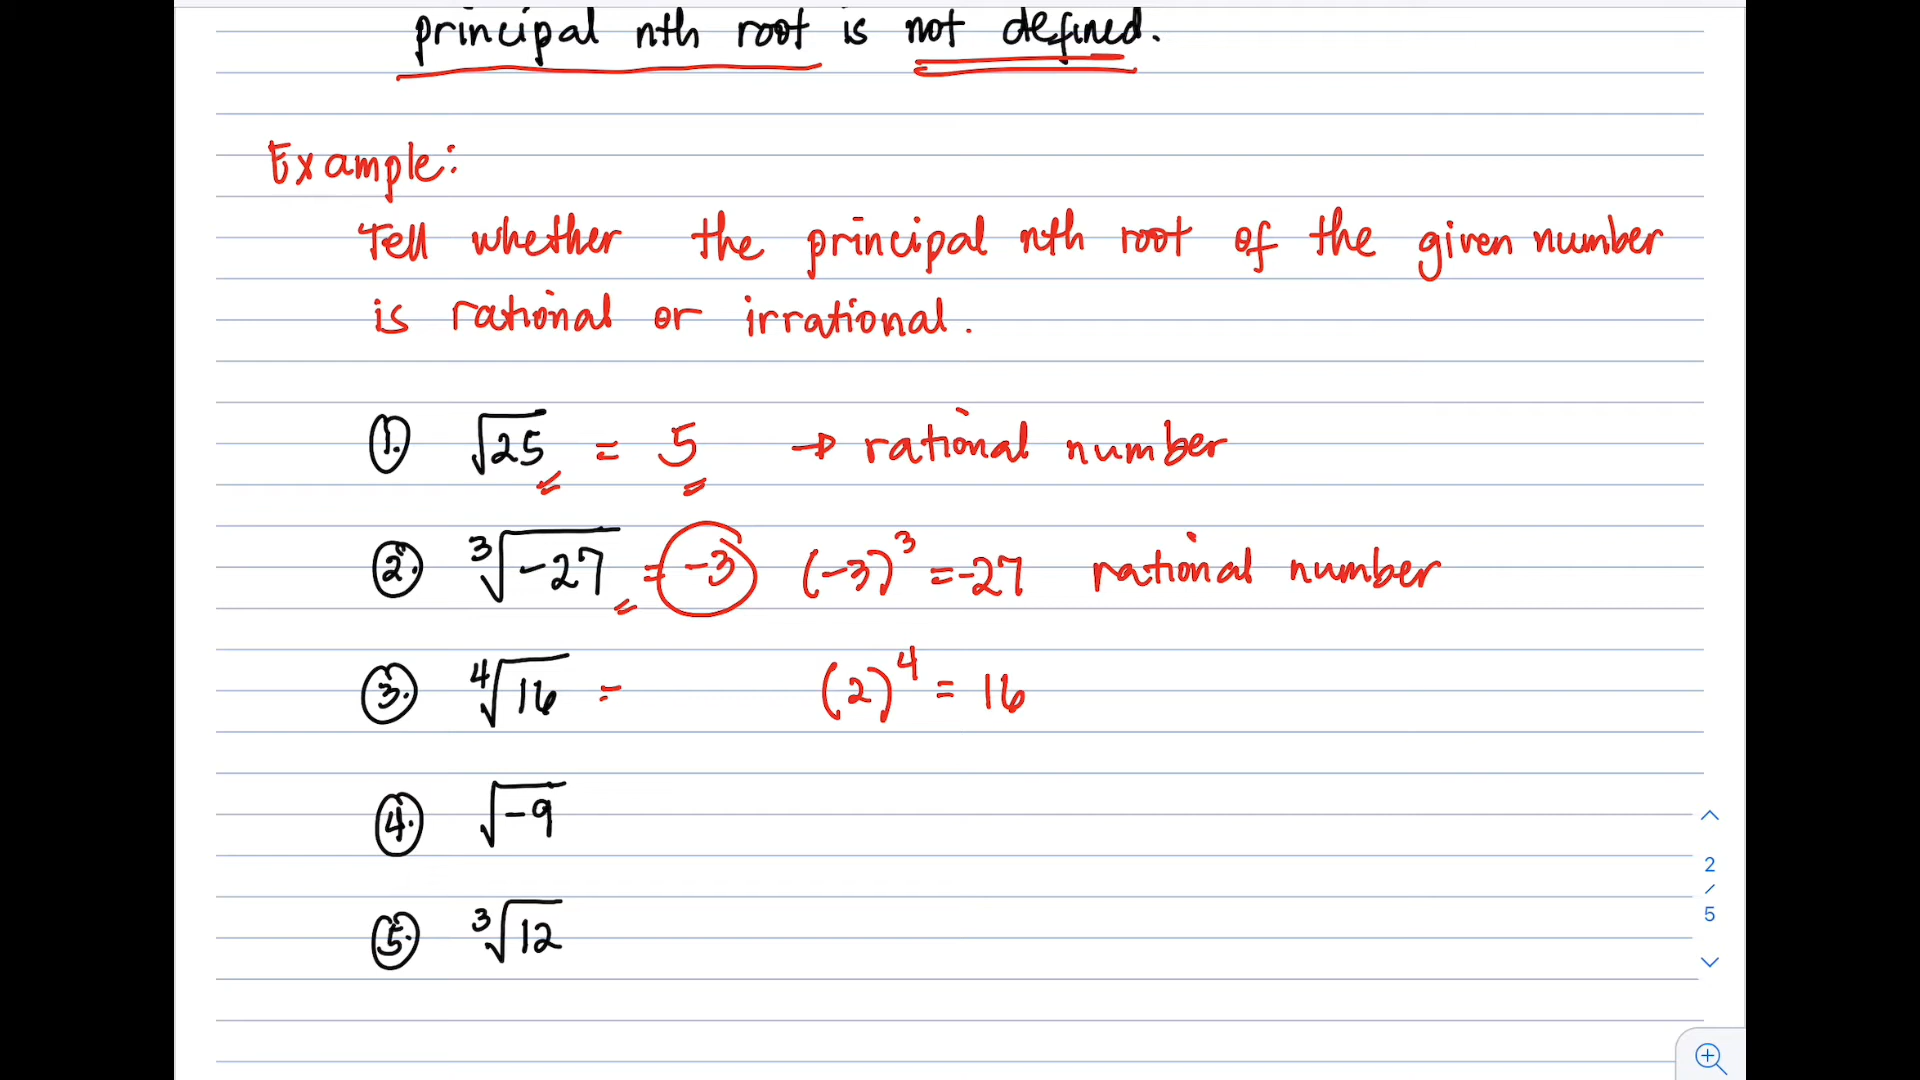 principal nth root is not defined.
Example:
Tell whether the principal nth root of the given number
is rational or irrational.
1. √25 = 5 → rational number
2. ³√-27 = -3 (-3)³ = -27 rational number
3. ⁴√16 = (2)⁴ = 16
4. √-9
5. ³√12
2
/
5